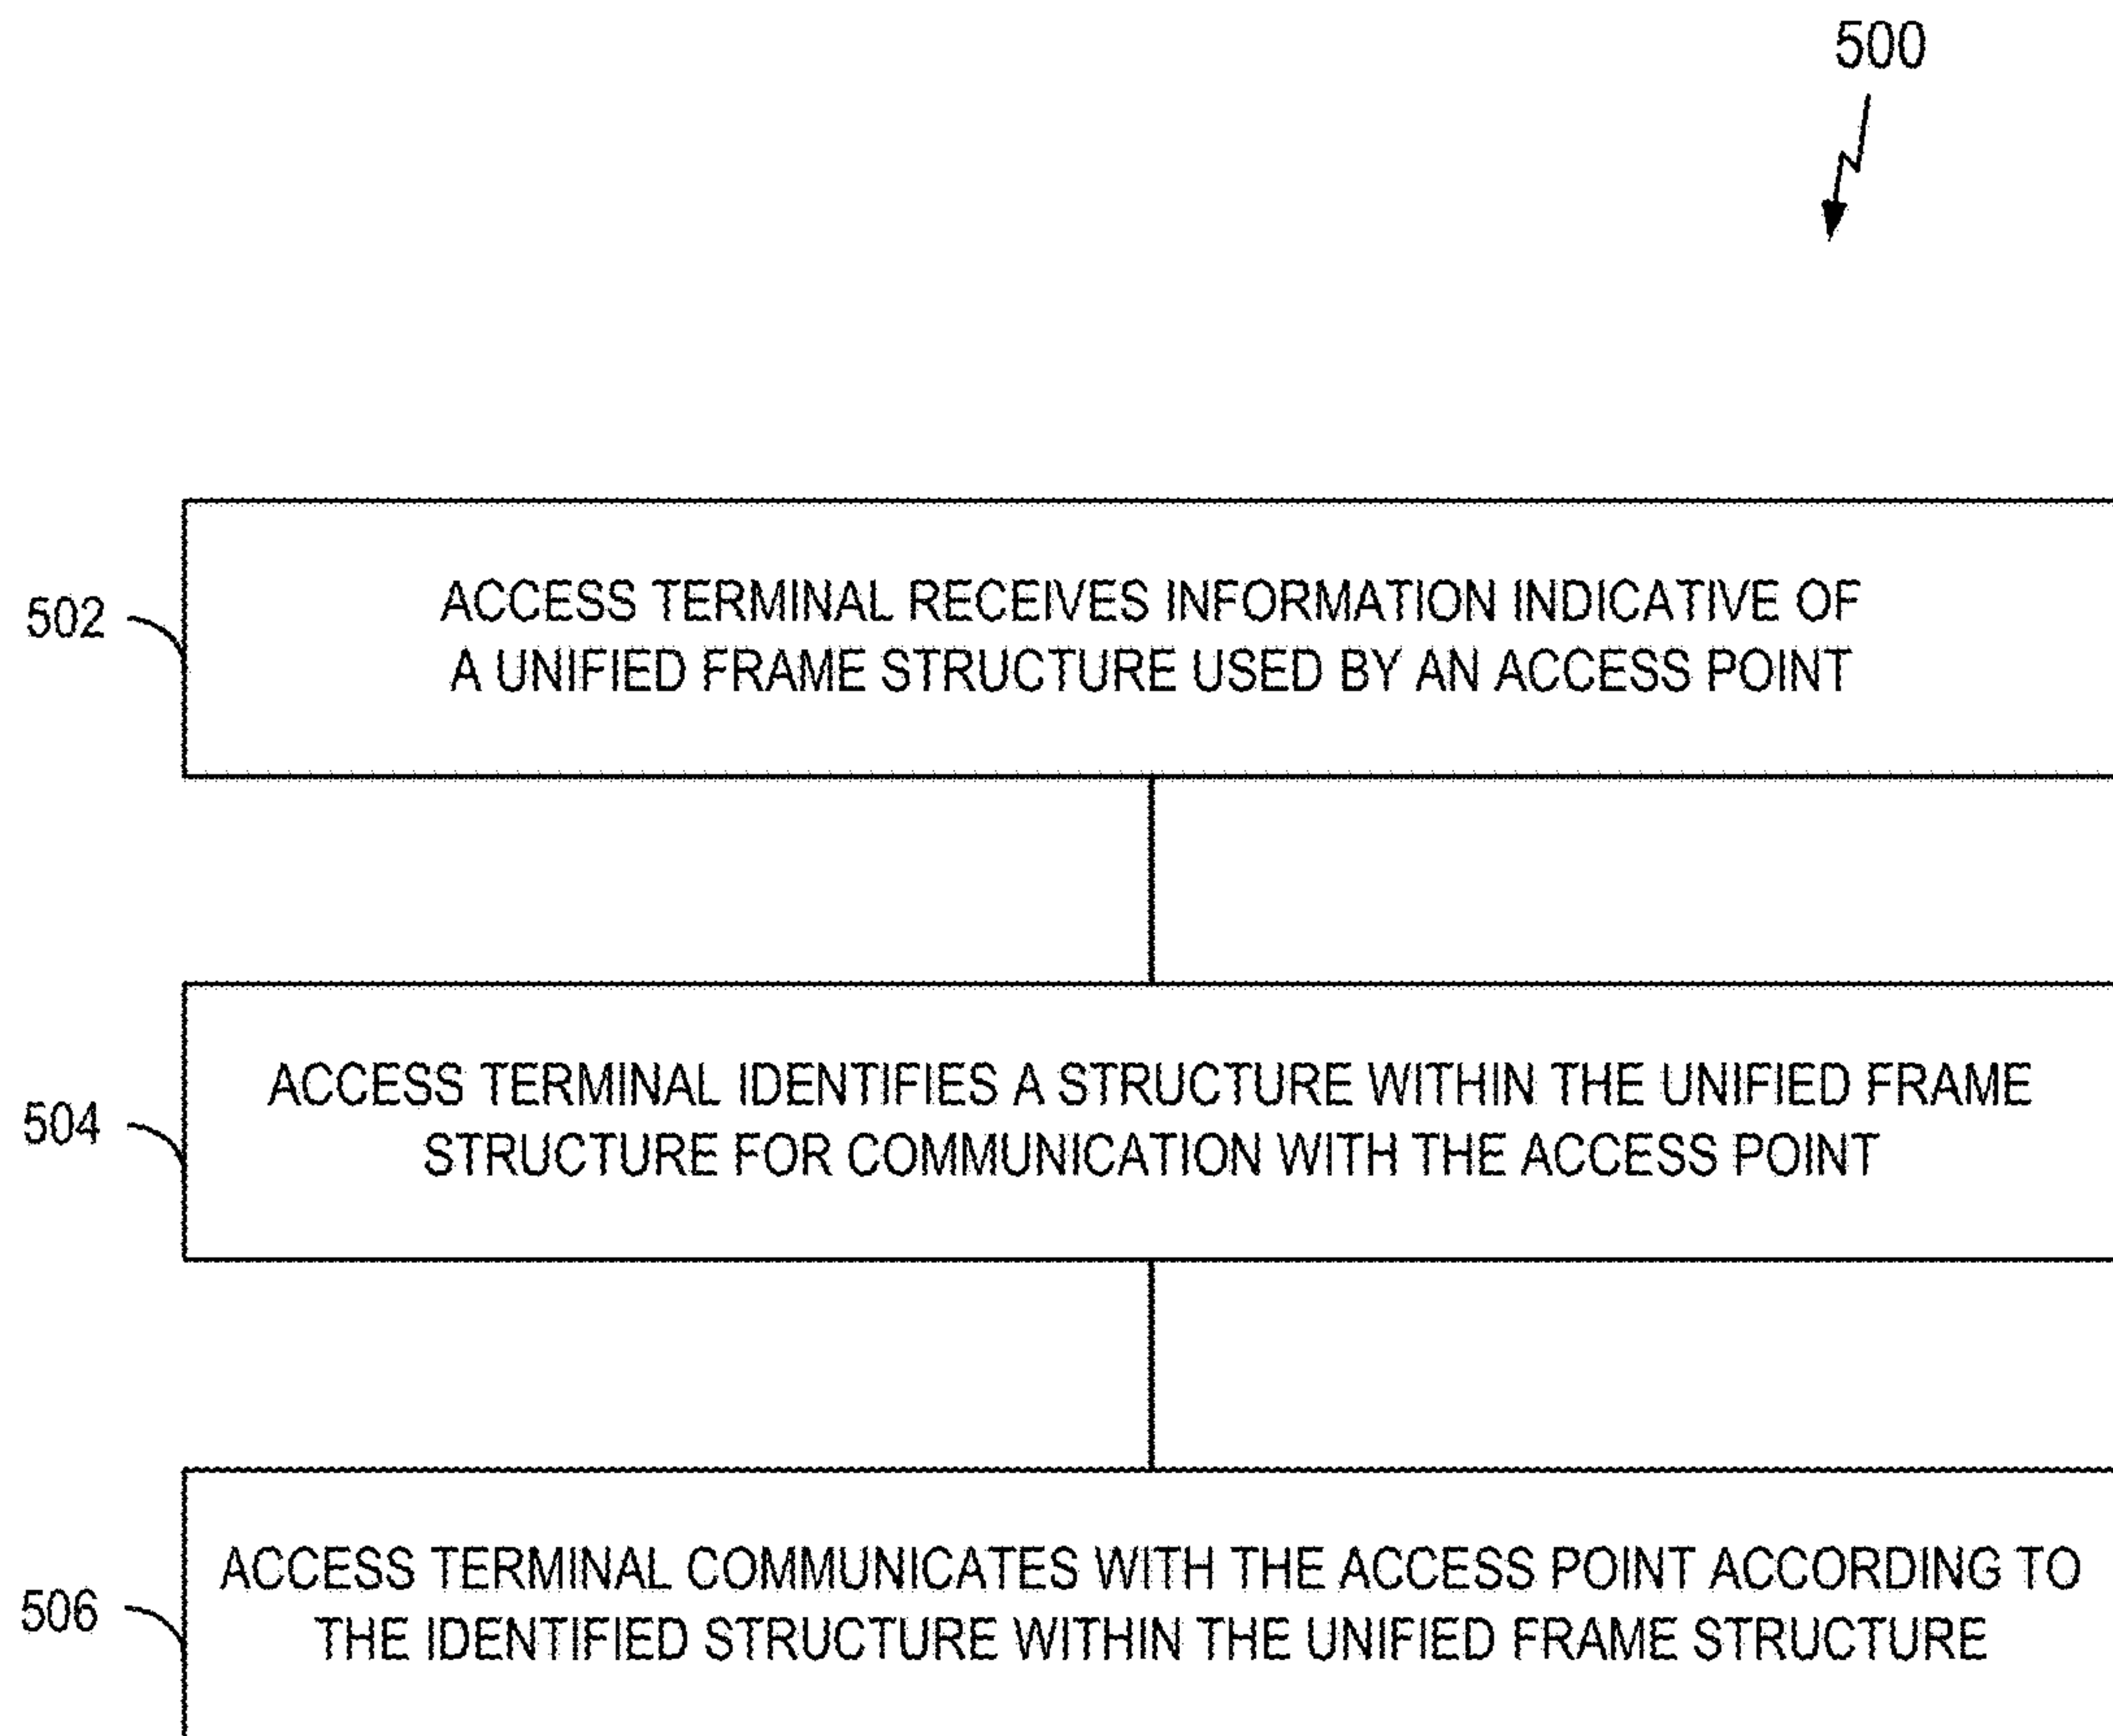 500
502
ACCESS TERMINAL RECEIVES INFORMATION INDICATIVE OF
A UNIFIED FRAME STRUCTURE USED BY AN ACCESS POINT
504
ACCESS TERMINAL IDENTIFIES A STRUCTURE WITHIN THE UNIFIED FRAME
STRUCTURE FOR COMMUNICATION WITH THE ACCESS POINT
506
ACCESS TERMINAL COMMUNICATES WITH THE ACCESS POINT ACCORDING TO
THE IDENTIFIED STRUCTURE WITHIN THE UNIFIED FRAME STRUCTURE